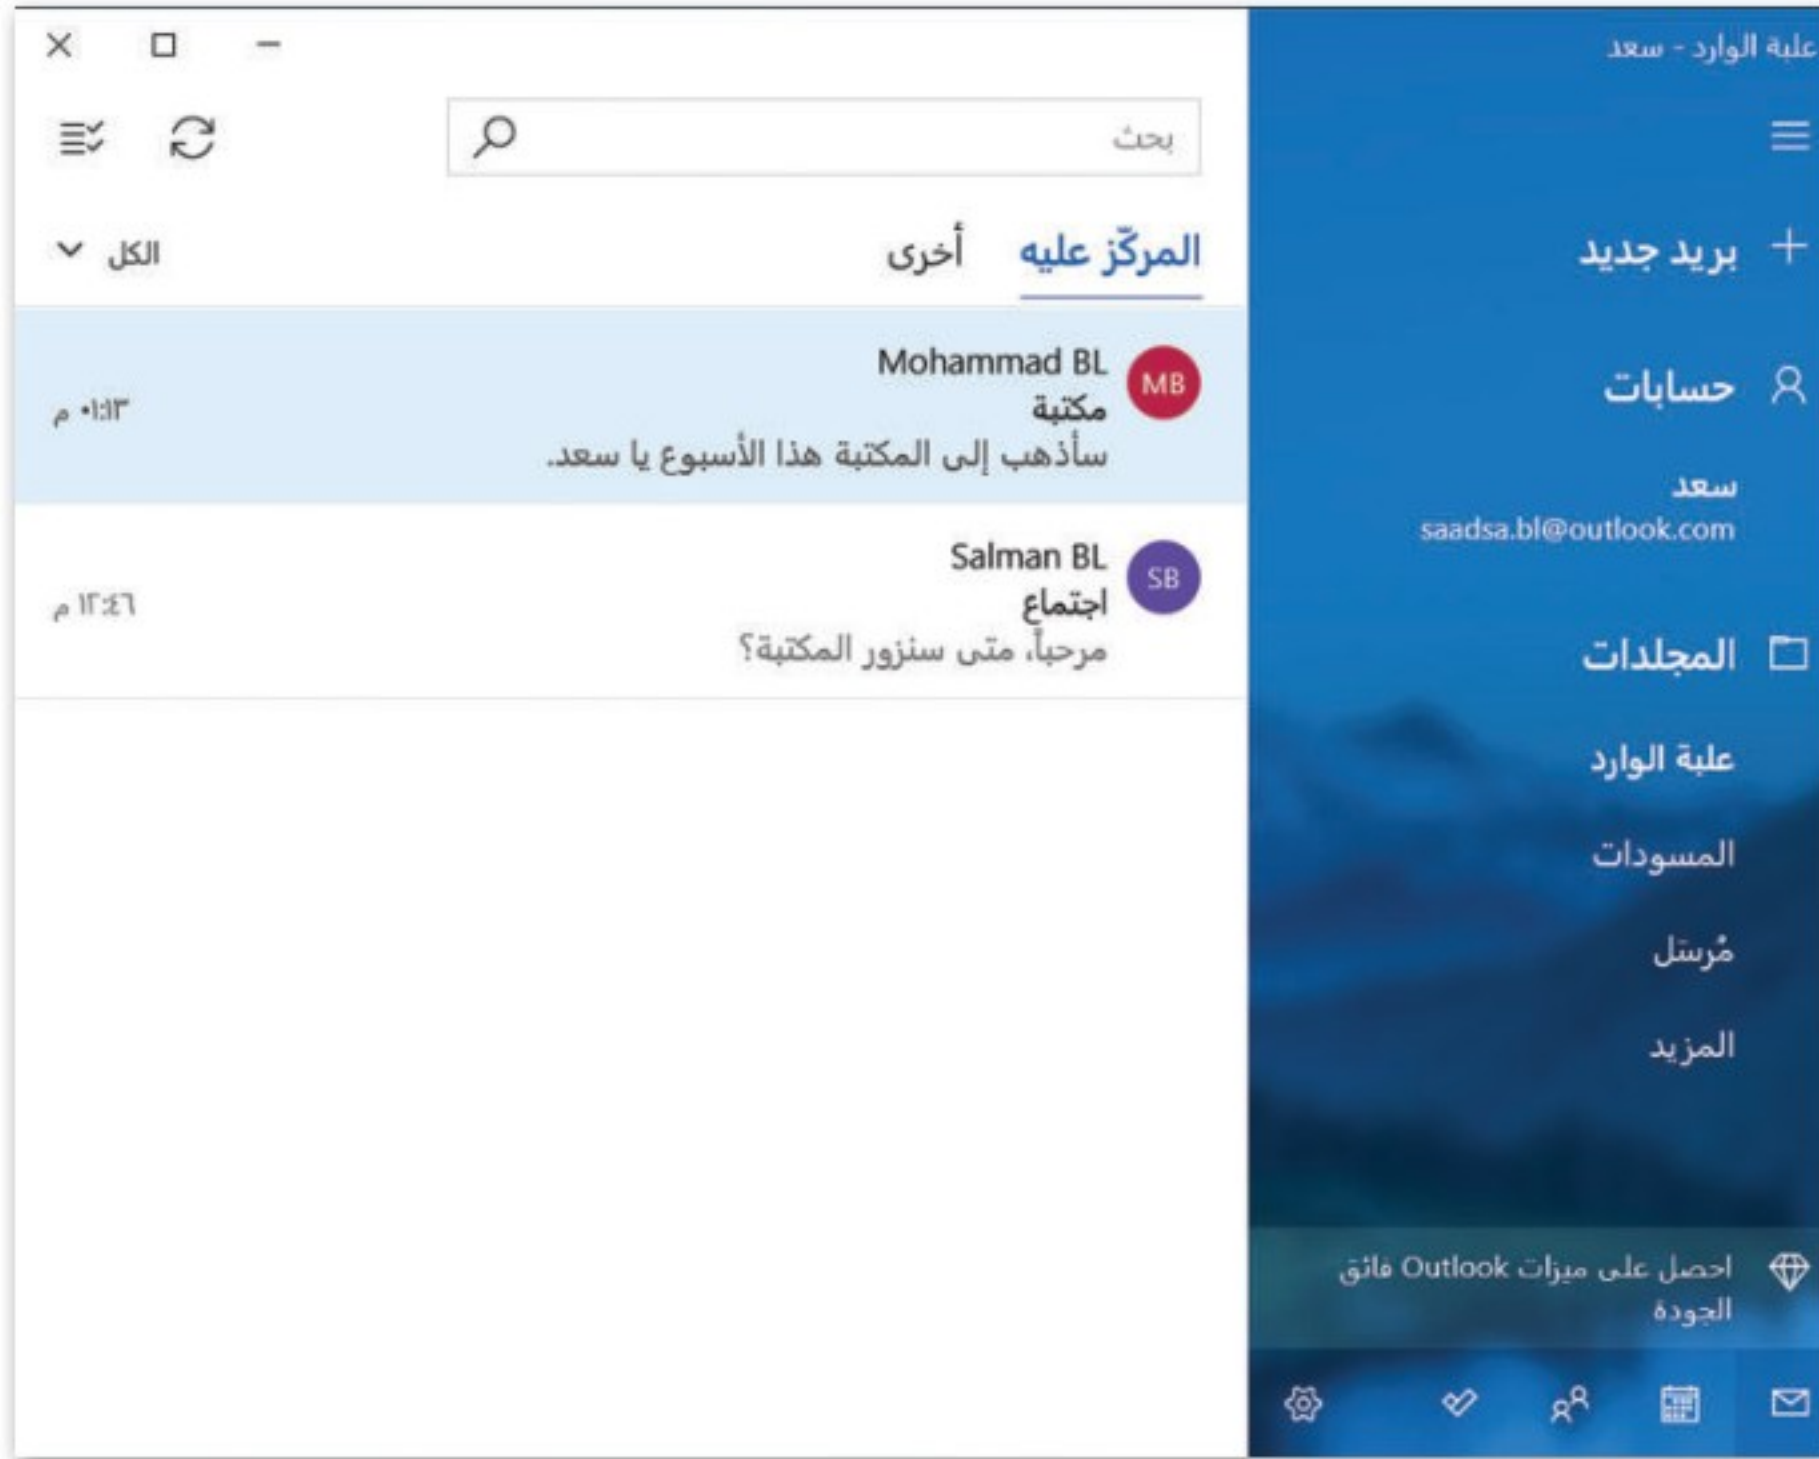 علبة الوارد - سعد
بريد جديد
حسابات
سعد
saadsa.bl@outlook.com
المجلدات
علبة الوارد
المسودات
مُرسَل
المزيد
احصل على ميزات Outlook فائق
الجودة
بحث
المركّز عليه
أخرى
الكل
MB
Mohammad BL
مكتبة
٠١:١٣ م
سأذهب إلى المكتبة هذا الأسبوع يا سعد.
SB
Salman BL
اجتماع
١٢:٤٦ م
مرحباً، متى سنزور المكتبة؟